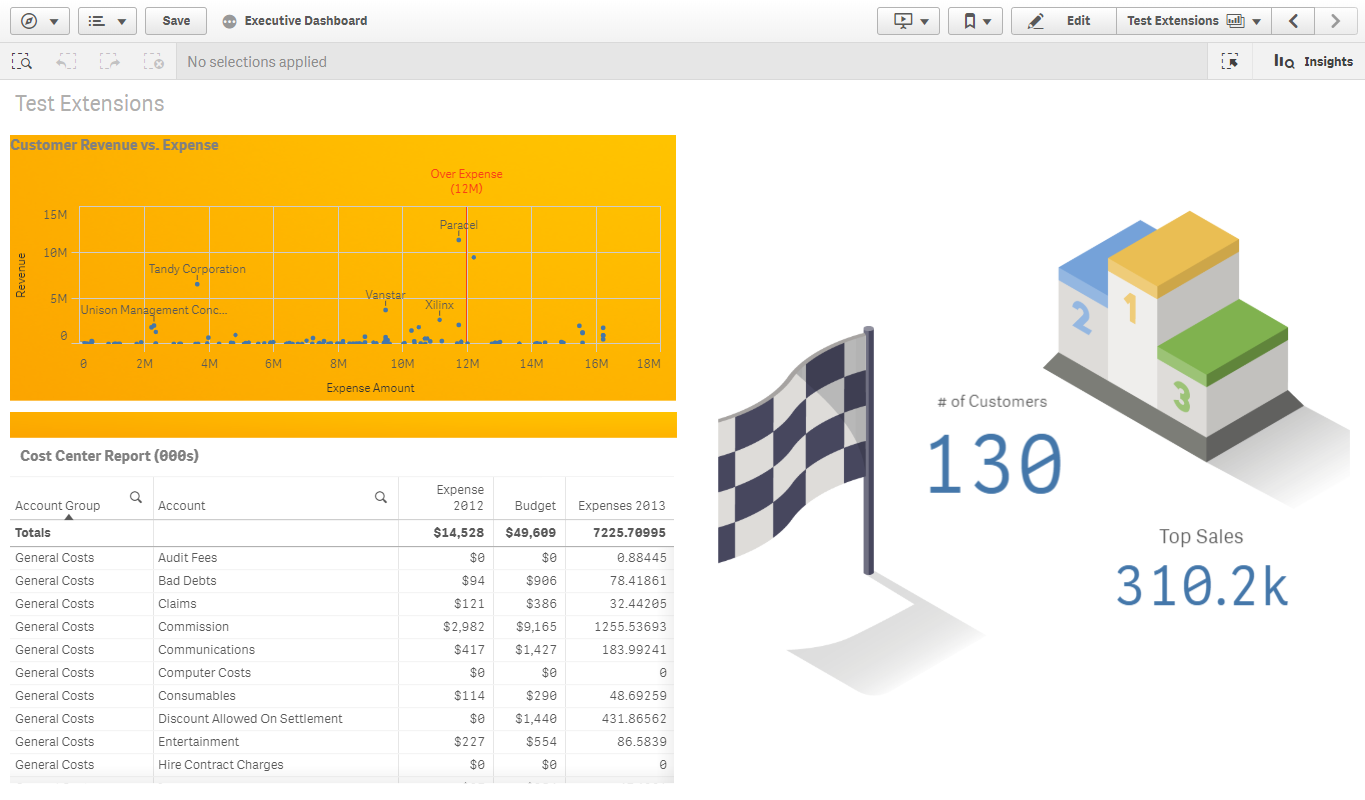 Save
Executive Dashboard
Edit
Test Extensions
No selections applied
Insights
Test Extensions
Customer Revenue vs. Expense
Over Expense
(12M)
Revenue
15M
10M
5M
0
Paracel
Tandy Corporation
Vanstar
Xilinx
Unison Management Conc...
0 2M 4M 6M 8M 10M 12M 14M 16M 18M
Expense Amount
Cost Center Report (000s)
Account Group Account Expense 2012 Budget Expenses 2013
Totals $14,528 $49,609 7225.70995
General Costs Audit Fees $0 $0 0.88445
General Costs Bad Debts $94 $906 78.41861
General Costs Claims $121 $386 32.44205
General Costs Commission $2,982 $9,165 1255.53693
General Costs Communications $417 $1,427 183.99241
General Costs Computer Costs $0 $0 0
General Costs Consumables $114 $290 48.69259
General Costs Discount Allowed On Settlement $0 $1,440 431.86562
General Costs Entertainment $227 $554 86.5839
General Costs Hire Contract Charges $0 $0 0
2
1
3
# of Customers
130
Top Sales
310.2k